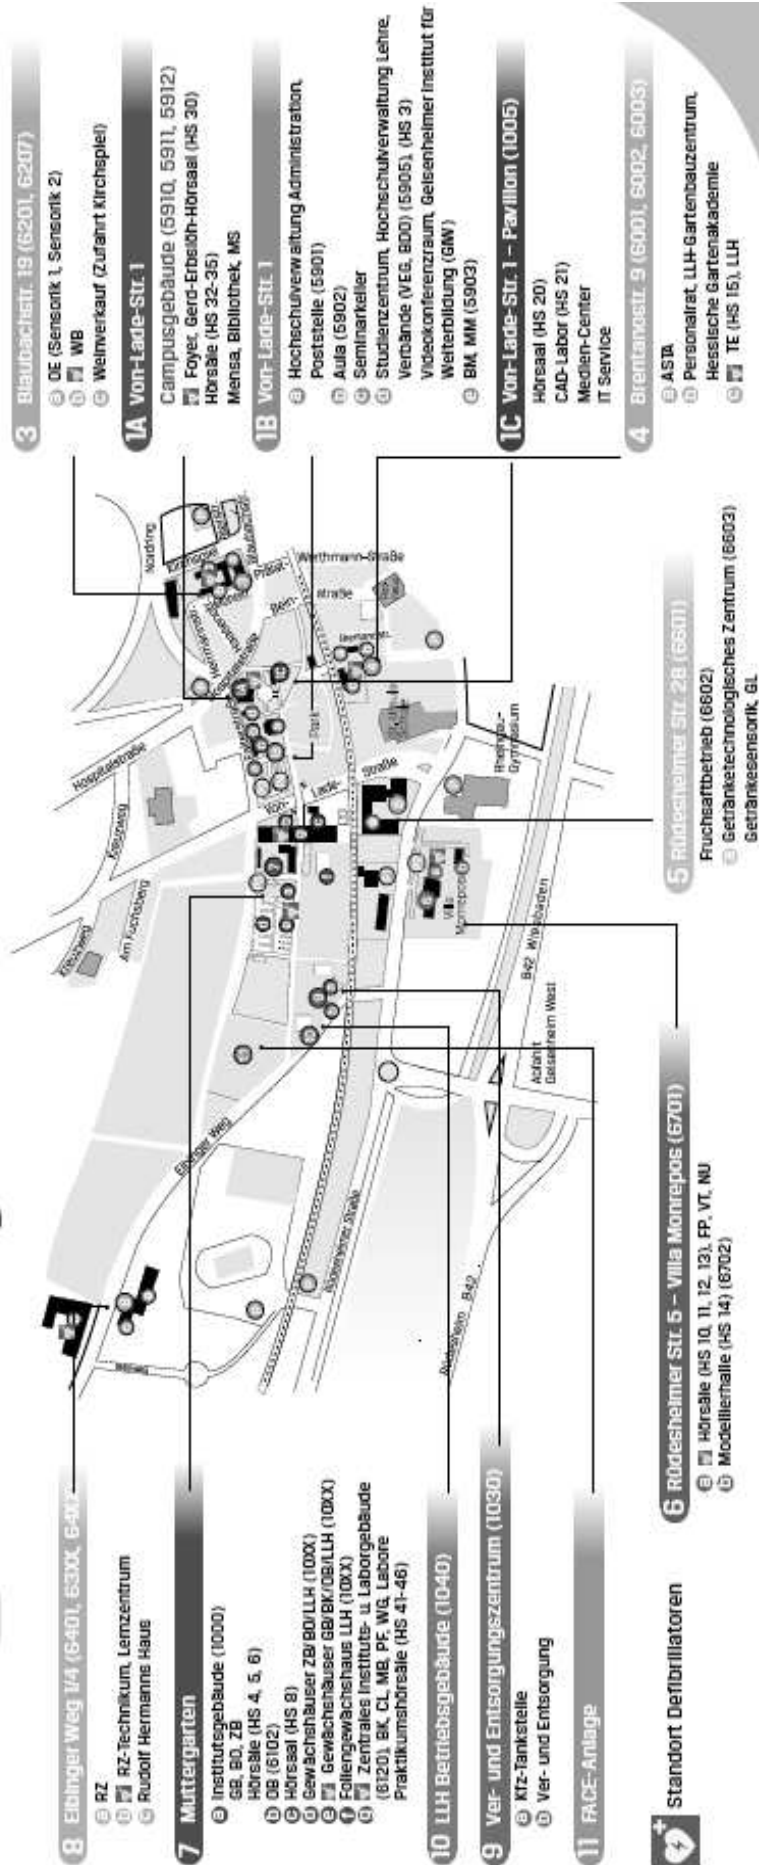 8 Eibinger Weg 1/4 (6401, 63XX, 64XX)
a RZ
b RZ-Technikum, Lernzentrum
c Rudolf Hermanns Haus
7 Muttergarten
a Institutsgebäude (1000)
GB, BO, ZB
Hörsäle (HS 4, 5, 6)
b OB (6102)
c Hörsaal (HS 8)
d Gewächshäuser ZB/BO/LLH (10XX)
e Gewächshäuser GB/BK/OB/LLH (10XX)
f Foliengewächshaus LLH (10XX)
g Zentrales Instituts- u. Laborgebäude
(6120), BK, CL, MB, PF, WG, Labore
Praktikumshörsäle (HS 41-46)
10 LLH Betriebsgebäude (1040)
9 Ver- und Entsorgungszentrum (1030)
a Kfz-Tankstelle
b Ver- und Entsorgung
11 FACE-Anlage
Standort Defibrillatoren
3 Blaubachstr. 19 (6201, 6207)
a OE (Sensorik 1, Sensorik 2)
b WB
c Weinverkauf (Zufahrt Kirchspiel)
1A Von-Lade-Str. 1
Campusgebäude (5910, 5911, 5912)
Foyer, Gerd-Erbslöh-Hörsaal (HS 30)
Hörsäle (HS 32-35)
Mensa, Bibliothek, MS
1B Von-Lade-Str. 1
a Hochschulverwaltung Administration,
Poststelle (5901)
b Aula (5902)
c Seminarkeller
d Studienzentrum, Hochschulverwaltung Lehre,
Verbände (VEG, BDO) (5905), (HS 3)
Videokonferenzraum, Geisenheimer Institut für
Weiterbildung (GIW)
e BM, MM (5903)
1C Von-Lade-Str. 1 – Pavillon (1005)
Hörsaal (HS 20)
CAD-Labor (HS 21)
Medien-Center
IT Service
4 Brentanostr. 9 (6001, 6002, 6003)
a ASTA
b Personalrat, LLH-Gartenbauzentrum,
Hessische Gartenakademie
c TE (HS 15), LLH
5 Rüdesheimer Str. 28 (6601)
Fruchsaftbetrieb (6602)
Getränketechnologisches Zentrum (6603)
Getränkesensorik, GL
6 Rüdesheimer Str. 5 – Villa Monrepos (6701)
a Hörsäle (HS 10, 11, 12, 13), FP, VT, NU
b Modellierhalle (HS 14) (6702)
Kreuzweg
Kreuzweg
Am Fuchsberg
Hospitalstraße
Nordring
Kirchspiel
Werthmann-Straße
Eibinger Weg
Von-
Lade-
Straße
Park
Rheingau-
Gymnasium
Villa
Monrepos
B42 Wiesbaden
Abfahrt
Geisenheim West
Rüdesheimer Straße
Rüdesheim B42